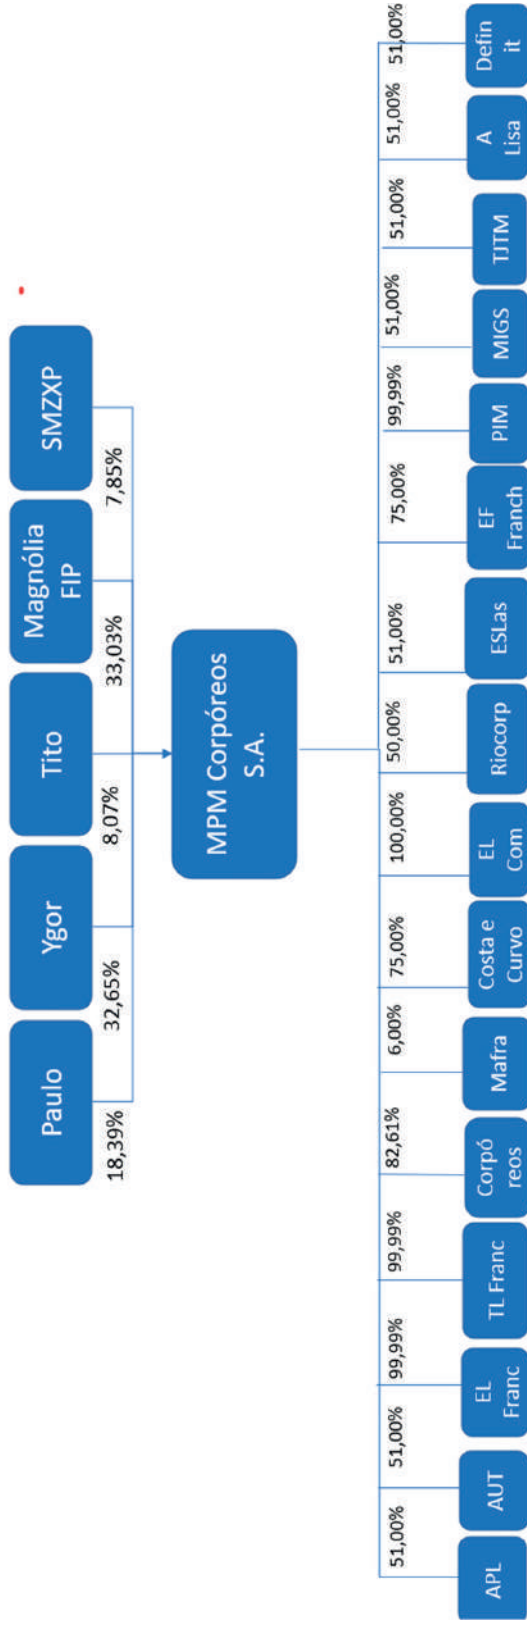 Paulo
Ygor
Tito
Magnólia
FIP
SMZXP
18,39%
32,65%
8,07%
33,03%
7,85%
MPM Corpóreos
S.A.
51,00%
51,00%
99,99%
99,99%
82,61%
6,00%
75,00%
100,00%
50,00%
51,00%
75,00%
99,99%
51,00%
51,00%
51,00%
51,00%
APL
AUT
EL
Franc
TL Franc
Corpó
reos
Mafra
Costa e
Curvo
EL
Com
Riocorp
ESLas
EF
Franch
PIM
MIGS
TJTM
A
Lisa
Defin
it